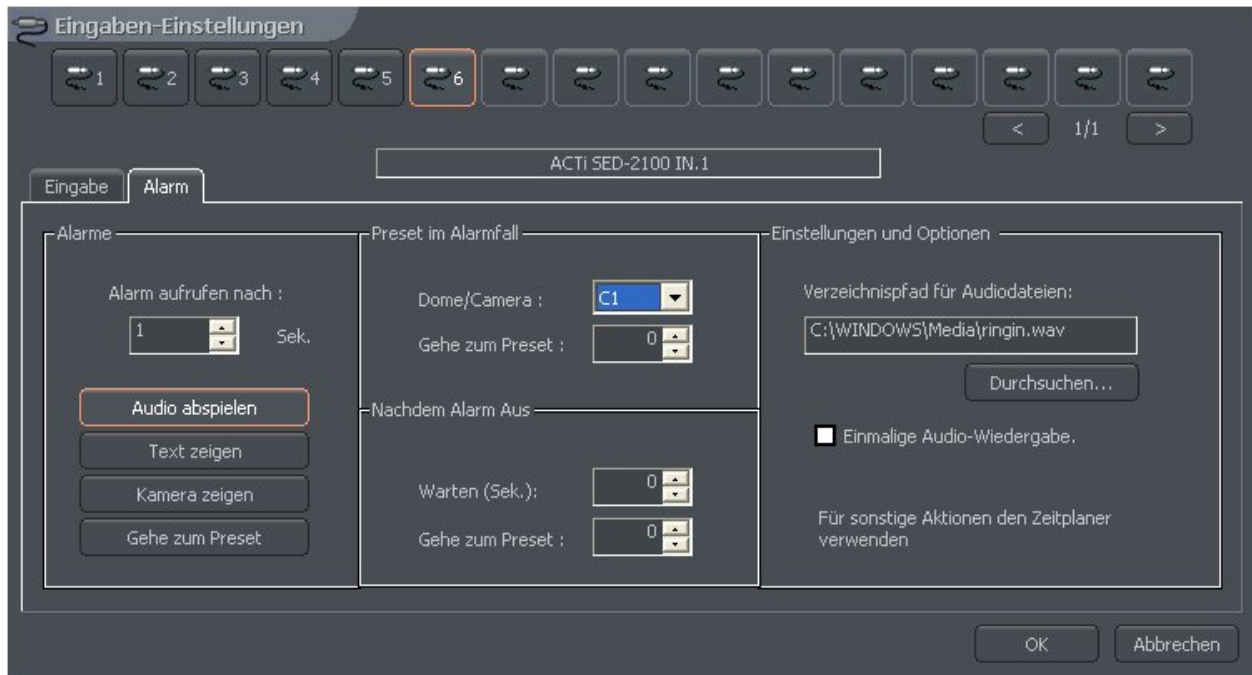 Eingaben-Einstellungen
1 2 3 4 5 6
< 1/1 >
ACTi SED-2100 IN.1
Eingabe Alarm
Alarme
Alarm aufrufen nach :
1 Sek.
Audio abspielen
Text zeigen
Kamera zeigen
Gehe zum Preset
Preset im Alarmfall
Dome/Camera : C1
Gehe zum Preset : 0
Nachdem Alarm Aus
Warten (Sek.): 0
Gehe zum Preset : 0
Einstellungen und Optionen
Verzeichnispfad für Audiodateien:
C:\WINDOWS\Media\ringin.wav
Durchsuchen...
Einmalige Audio-Wiedergabe.
Für sonstige Aktionen den Zeitplaner
verwenden
OK Abbrechen